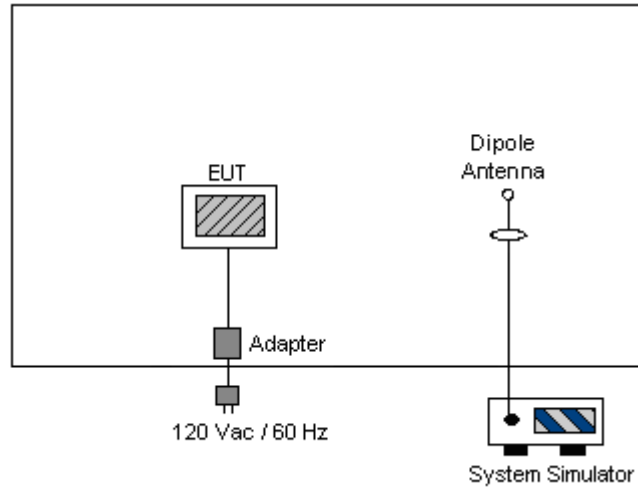 EUT
Dipole
Antenna
Adapter
120 Vac / 60 Hz
System Simulator